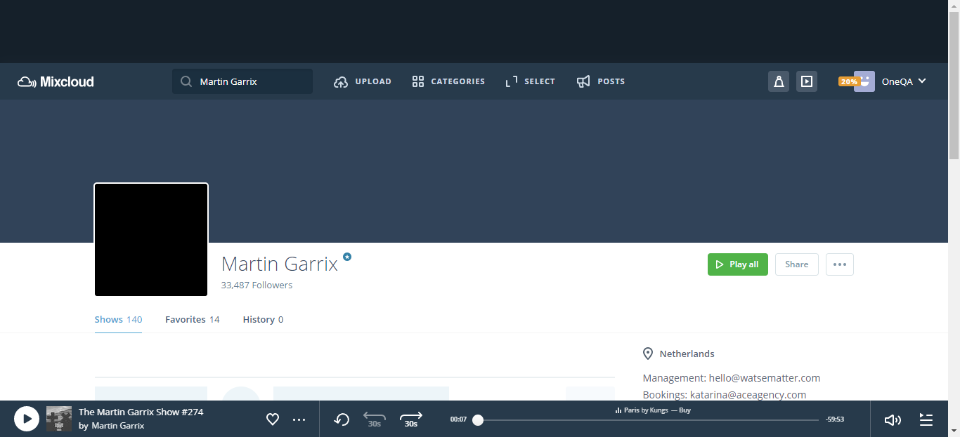 Mixcloud
Martin Garrix
UPLOAD
CATEGORIES
SELECT
POSTS
20%
OneQA
Martin Garrix
33,487 Followers
Play all
Share
Shows 140
Favorites 14
History 0
Netherlands
Management: hello@watsematter.com
Bookings: katarina@aceagency.com
The Martin Garrix Show #274
by Martin Garrix
30s
30s
00:07
Paris by Kungs — Buy
-59:53